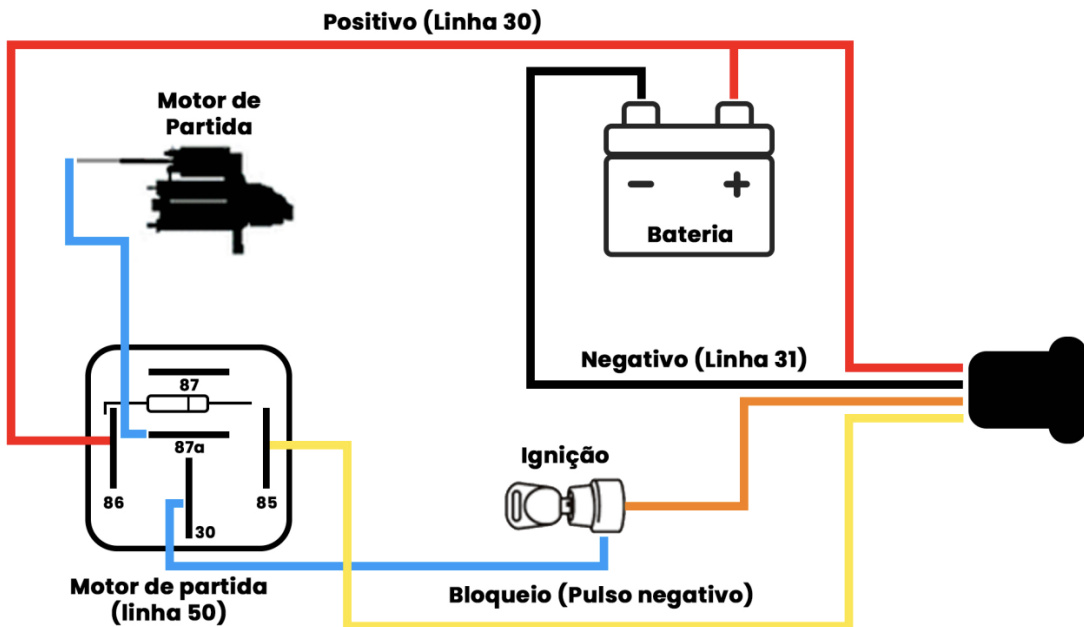 Positivo (Linha 30)
Motor de
Partida
− +
Bateria
Negativo (Linha 31)
87
87a
86
85
30
Ignição
Motor de partida
(linha 50)
Bloqueio (Pulso negativo)